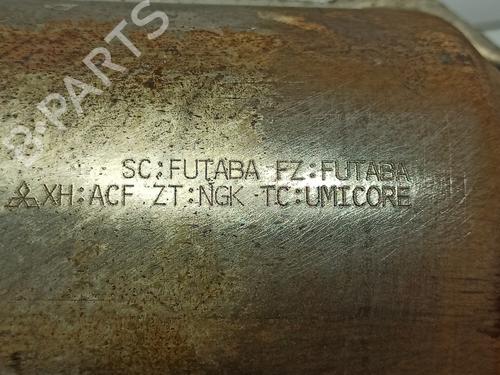 B-PARTS
SC:FUTABA FZ:FUTABA
XH:ACF ZT:NGK TC:UMICORE